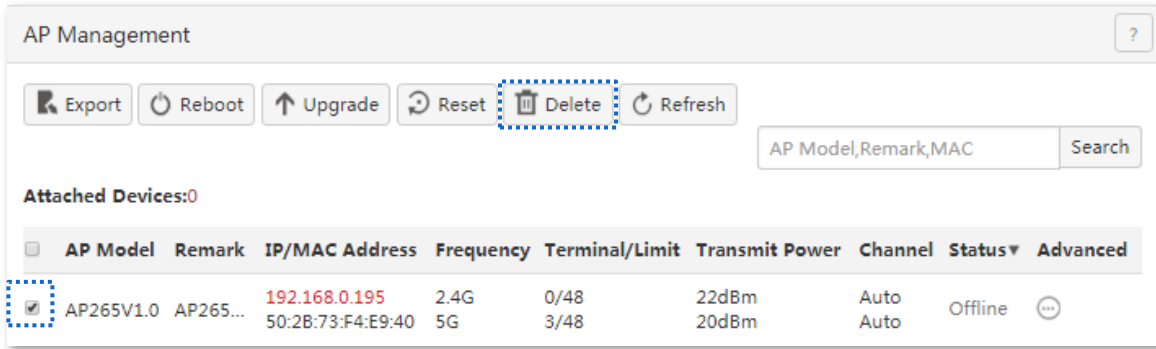 AP Management
?
Export Reboot Upgrade Reset Delete Refresh
AP Model,Remark,MAC Search
Attached Devices:0
AP Model Remark IP/MAC Address Frequency Terminal/Limit Transmit Power Channel Status▼ Advanced
AP265V1.0 AP265... 192.168.0.195 2.4G 0/48 22dBm Auto Offline
50:2B:73:F4:E9:40 5G 3/48 20dBm Auto